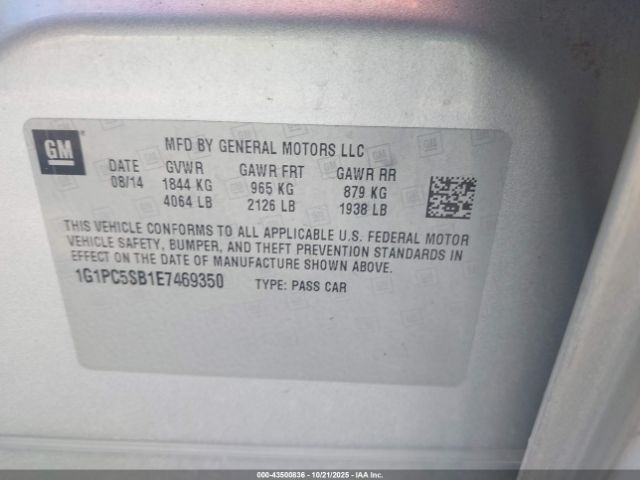 GM
MFD BY GENERAL MOTORS LLC
DATE GVWR GAWR FRT GAWR RR
08/14 1844 KG 965 KG 879 KG
4064 LB 2126 LB 1938 LB
THIS VEHICLE CONFORMS TO ALL APPLICABLE U.S. FEDERAL MOTOR
VEHICLE SAFETY, BUMPER, AND THEFT PREVENTION STANDARDS IN
EFFECT ON THE DATE OF MANUFACTURE SHOWN ABOVE.
1G1PC5SB1E7469350 TYPE: PASS CAR
000-43500836 - 10/21/2025 - IAA Inc.